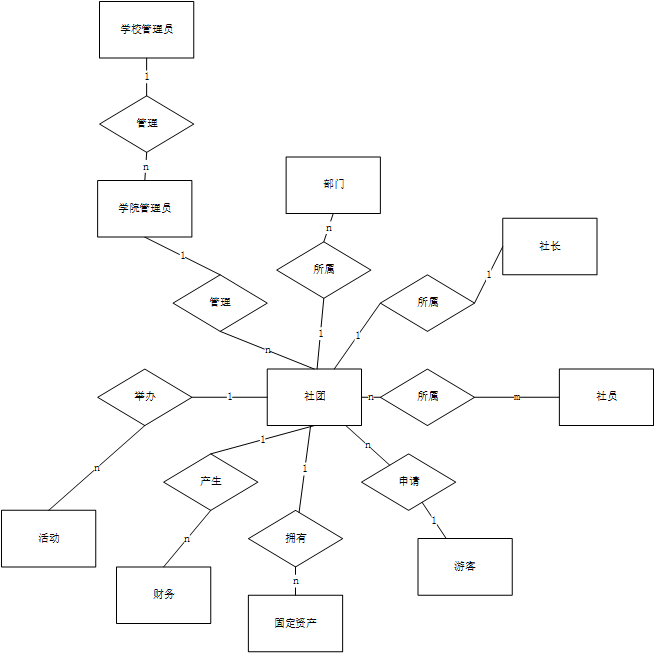 学校管理员
1
管理
n
学院管理员
部门
n
社长
1
所属
1
所属
管理
1
1
n
举办
1
社团
n
所属
m
社员
1
n
n
1
产生
申请
1
活动
n
拥有
游客
n
财务
固定资产